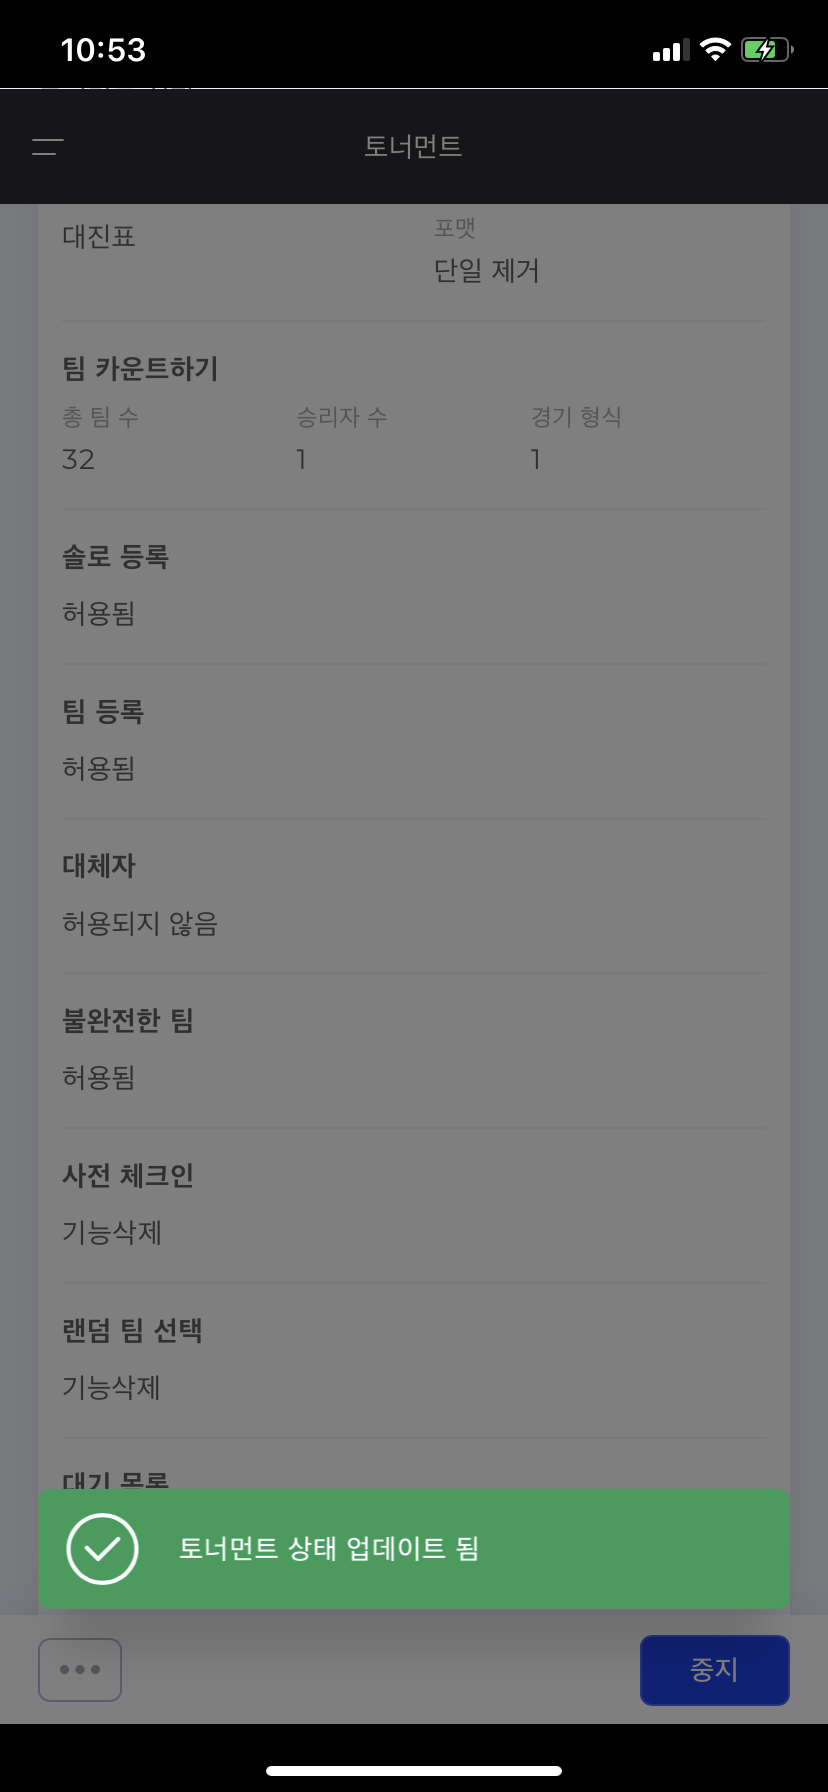 10:53
토너먼트
대진표
포맷
단일 제거
팀 카운트하기
총 팀 수
승리자 수
경기 형식
32
1
1
솔로 등록
허용됨
팀 등록
허용됨
대체자
허용되지 않음
불완전한 팀
허용됨
사전 체크인
기능삭제
랜덤 팀 선택
기능삭제
대기 목록
토너먼트 상태 업데이트 됨
중지